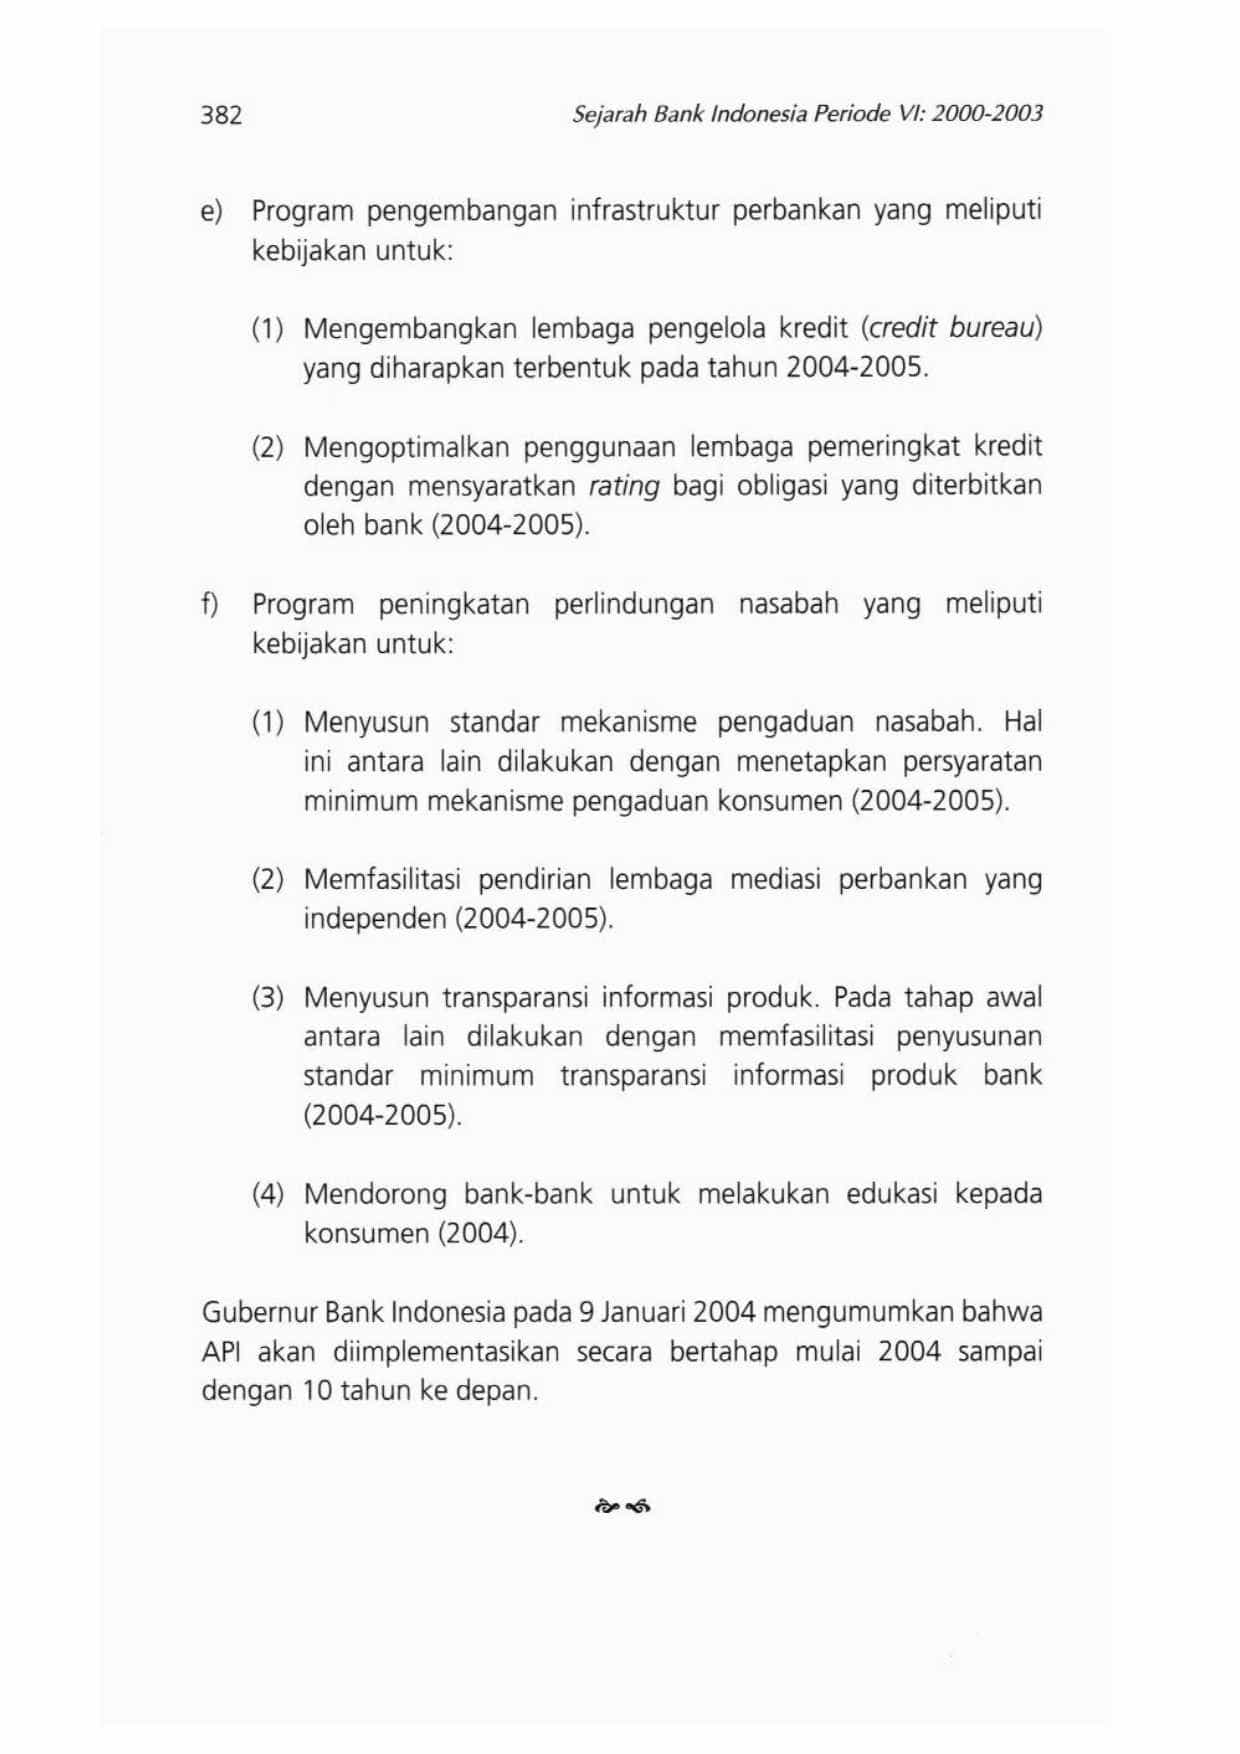 382
Sejarah Bank Indonesia Periode VI: 2000-2003
e) Program pengembangan infrastruktur perbankan yang meliputi
kebijakan untuk:
(1) Mengembangkan lembaga pengelola kredit (credit bureau)
yang diharapkan terbentuk pada tahun 2004-2005.
(2) Mengoptimalkan penggunaan lembaga pemeringkat kredit
dengan mensyaratkan rating bagi obligasi yang diterbitkan
oleh bank (2004-2005).
f) Program peningkatan perlindungan nasabah yang meliputi
kebijakan untuk:
(1) Menyusun standar mekanisme pengaduan nasabah. Hal
ini antara lain dilakukan dengan menetapkan persyaratan
minimum mekanisme pengaduan konsumen (2004-2005).
(2) Memfasilitasi pendirian lembaga mediasi perbankan yang
independen (2004-2005).
(3) Menyusun transparansi informasi produk. Pada tahap awal
antara lain dilakukan dengan memfasilitasi penyusunan
standar minimum transparansi informasi produk bank
(2004-2005).
(4) Mendorong bank-bank untuk melakukan edukasi kepada
konsumen (2004).
Gubernur Bank Indonesia pada 9 Januari 2004 mengumumkan bahwa
API akan diimplementasikan secara bertahap mulai 2004 sampai
dengan 10 tahun ke depan.